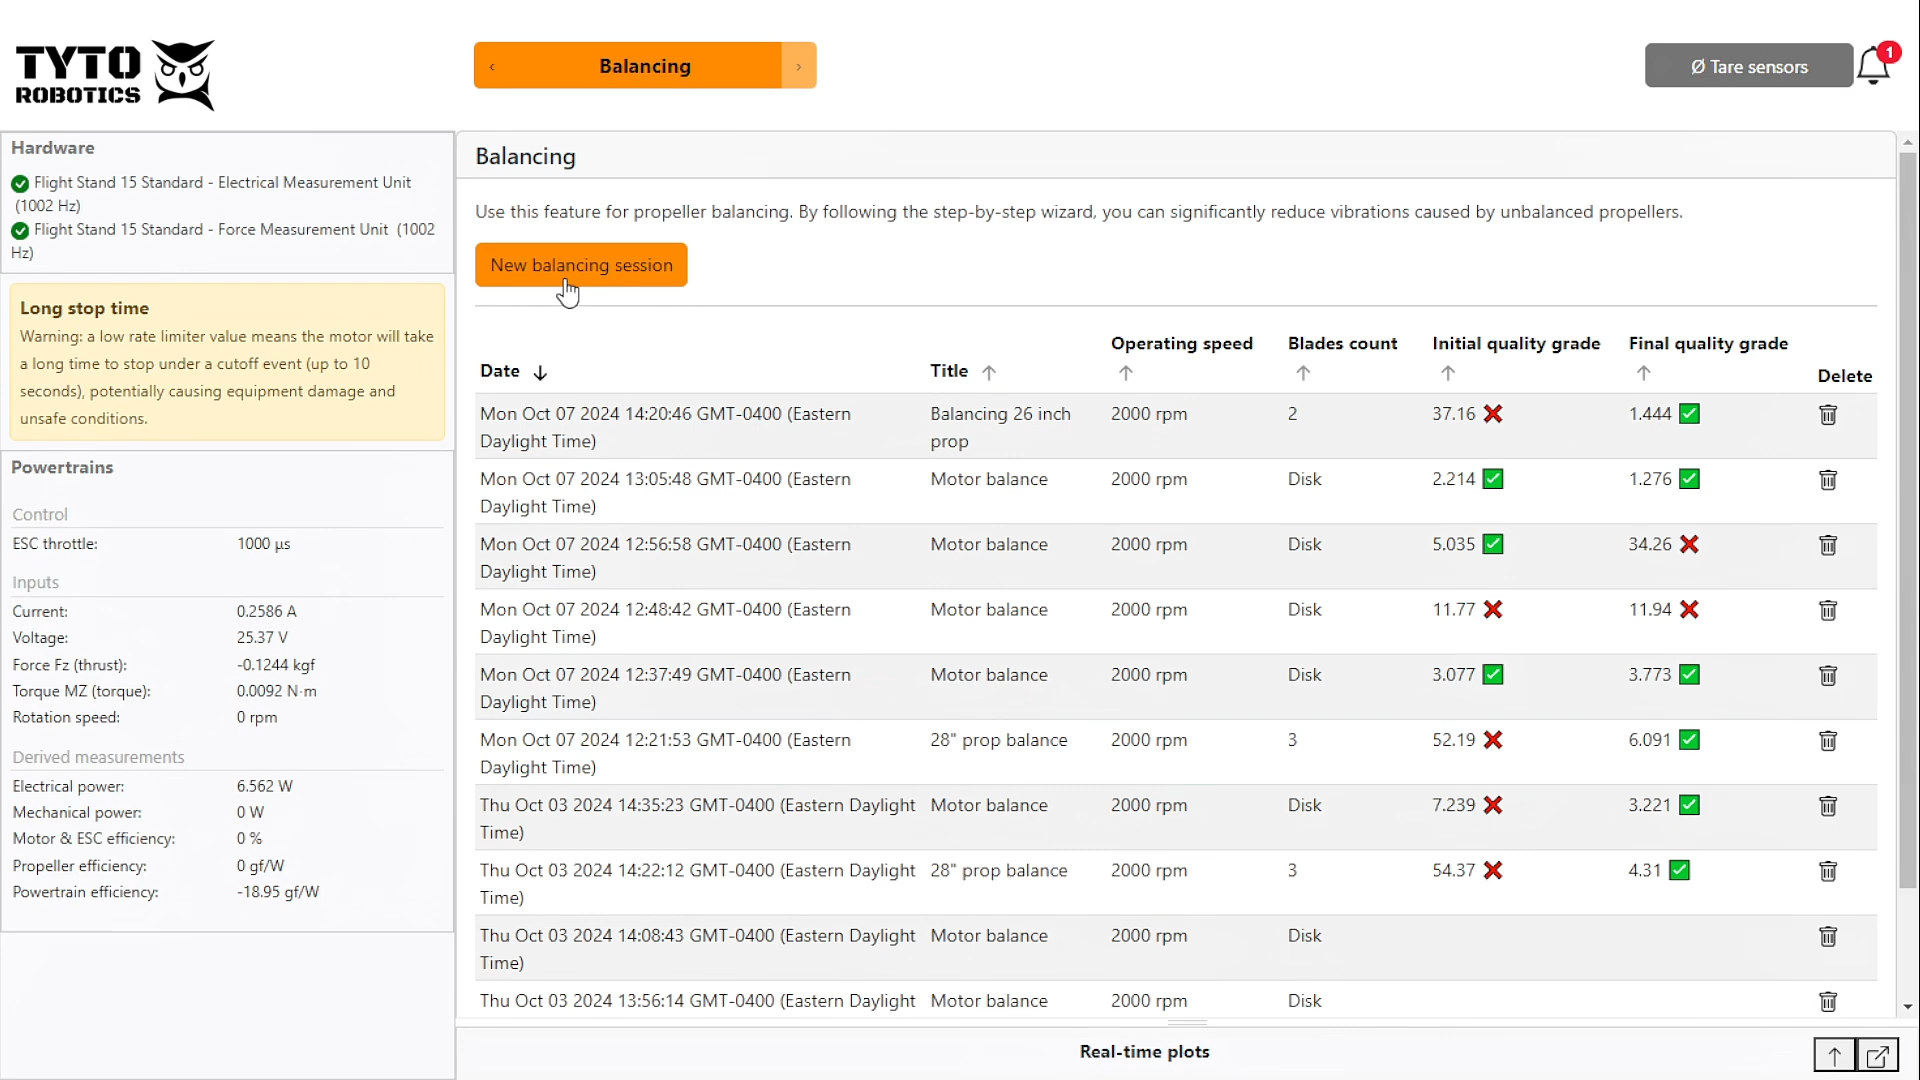 TYTO
ROBOTICS
‹ Balancing ›
Ø Tare sensors
1
Hardware
Flight Stand 15 Standard - Electrical Measurement Unit
(1002 Hz)
Flight Stand 15 Standard - Force Measurement Unit (1002
Hz)
Long stop time
Warning: a low rate limiter value means the motor will take
a long time to stop under a cutoff event (up to 10
seconds), potentially causing equipment damage and
unsafe conditions.
Powertrains
Control
ESC throttle: 1000 µs
Inputs
Current: 0.2586 A
Voltage: 25.37 V
Force Fz (thrust): -0.1244 kgf
Torque MZ (torque): 0.0092 N·m
Rotation speed: 0 rpm
Derived measurements
Electrical power: 6.562 W
Mechanical power: 0 W
Motor & ESC efficiency: 0 %
Propeller efficiency: 0 gf/W
Powertrain efficiency: -18.95 gf/W
Balancing
Use this feature for propeller balancing. By following the step-by-step wizard, you can significantly reduce vibrations caused by unbalanced propellers.
New balancing session
Operating speed Blades count Initial quality grade Final quality grade
Date ↓ Title ↑ ↑ ↑ ↑ ↑ Delete
Mon Oct 07 2024 14:20:46 GMT-0400 (Eastern Balancing 26 inch 2000 rpm 2 37.16 ❌ 1.444 ✅
Daylight Time) prop
Mon Oct 07 2024 13:05:48 GMT-0400 (Eastern Motor balance 2000 rpm Disk 2.214 ✅ 1.276 ✅
Daylight Time)
Mon Oct 07 2024 12:56:58 GMT-0400 (Eastern Motor balance 2000 rpm Disk 5.035 ✅ 34.26 ❌
Daylight Time)
Mon Oct 07 2024 12:48:42 GMT-0400 (Eastern Motor balance 2000 rpm Disk 11.77 ❌ 11.94 ❌
Daylight Time)
Mon Oct 07 2024 12:37:49 GMT-0400 (Eastern Motor balance 2000 rpm Disk 3.077 ✅ 3.773 ✅
Daylight Time)
Mon Oct 07 2024 12:21:53 GMT-0400 (Eastern 28" prop balance 2000 rpm 3 52.19 ❌ 6.091 ✅
Daylight Time)
Thu Oct 03 2024 14:35:23 GMT-0400 (Eastern Daylight Motor balance 2000 rpm Disk 7.239 ❌ 3.221 ✅
Time)
Thu Oct 03 2024 14:22:12 GMT-0400 (Eastern Daylight 28" prop balance 2000 rpm 3 54.37 ❌ 4.31 ✅
Time)
Thu Oct 03 2024 14:08:43 GMT-0400 (Eastern Daylight Motor balance 2000 rpm Disk
Time)
Thu Oct 03 2024 13:56:14 GMT-0400 (Eastern Daylight Motor balance 2000 rpm Disk
Real-time plots